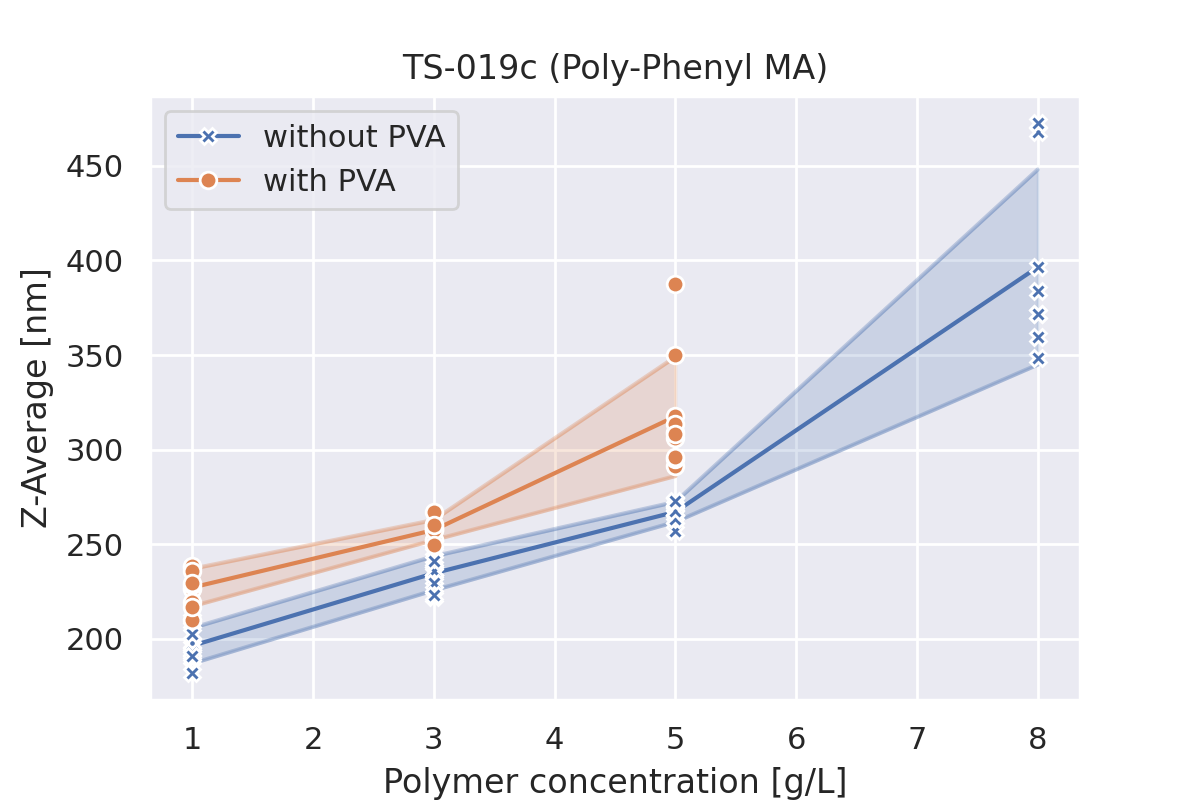 TS-019c (Poly-Phenyl MA)
without PVA
with PVA
Z-Average [nm]
450
400
350
300
250
200
1 2 3 4 5 6 7 8
Polymer concentration [g/L]